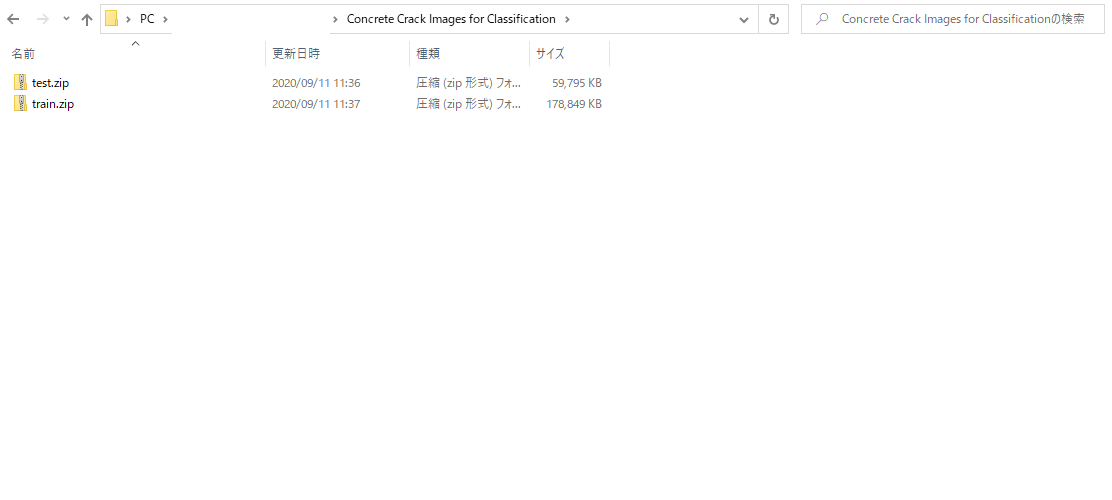 PC Concrete Crack Images for Classification Concrete Crack Images for Classificationの検索
名前 更新日時 種類 サイズ
test.zip 2020/09/11 11:36 圧縮 (zip 形式) フォ... 59,795 KB
train.zip 2020/09/11 11:37 圧縮 (zip 形式) フォ... 178,849 KB